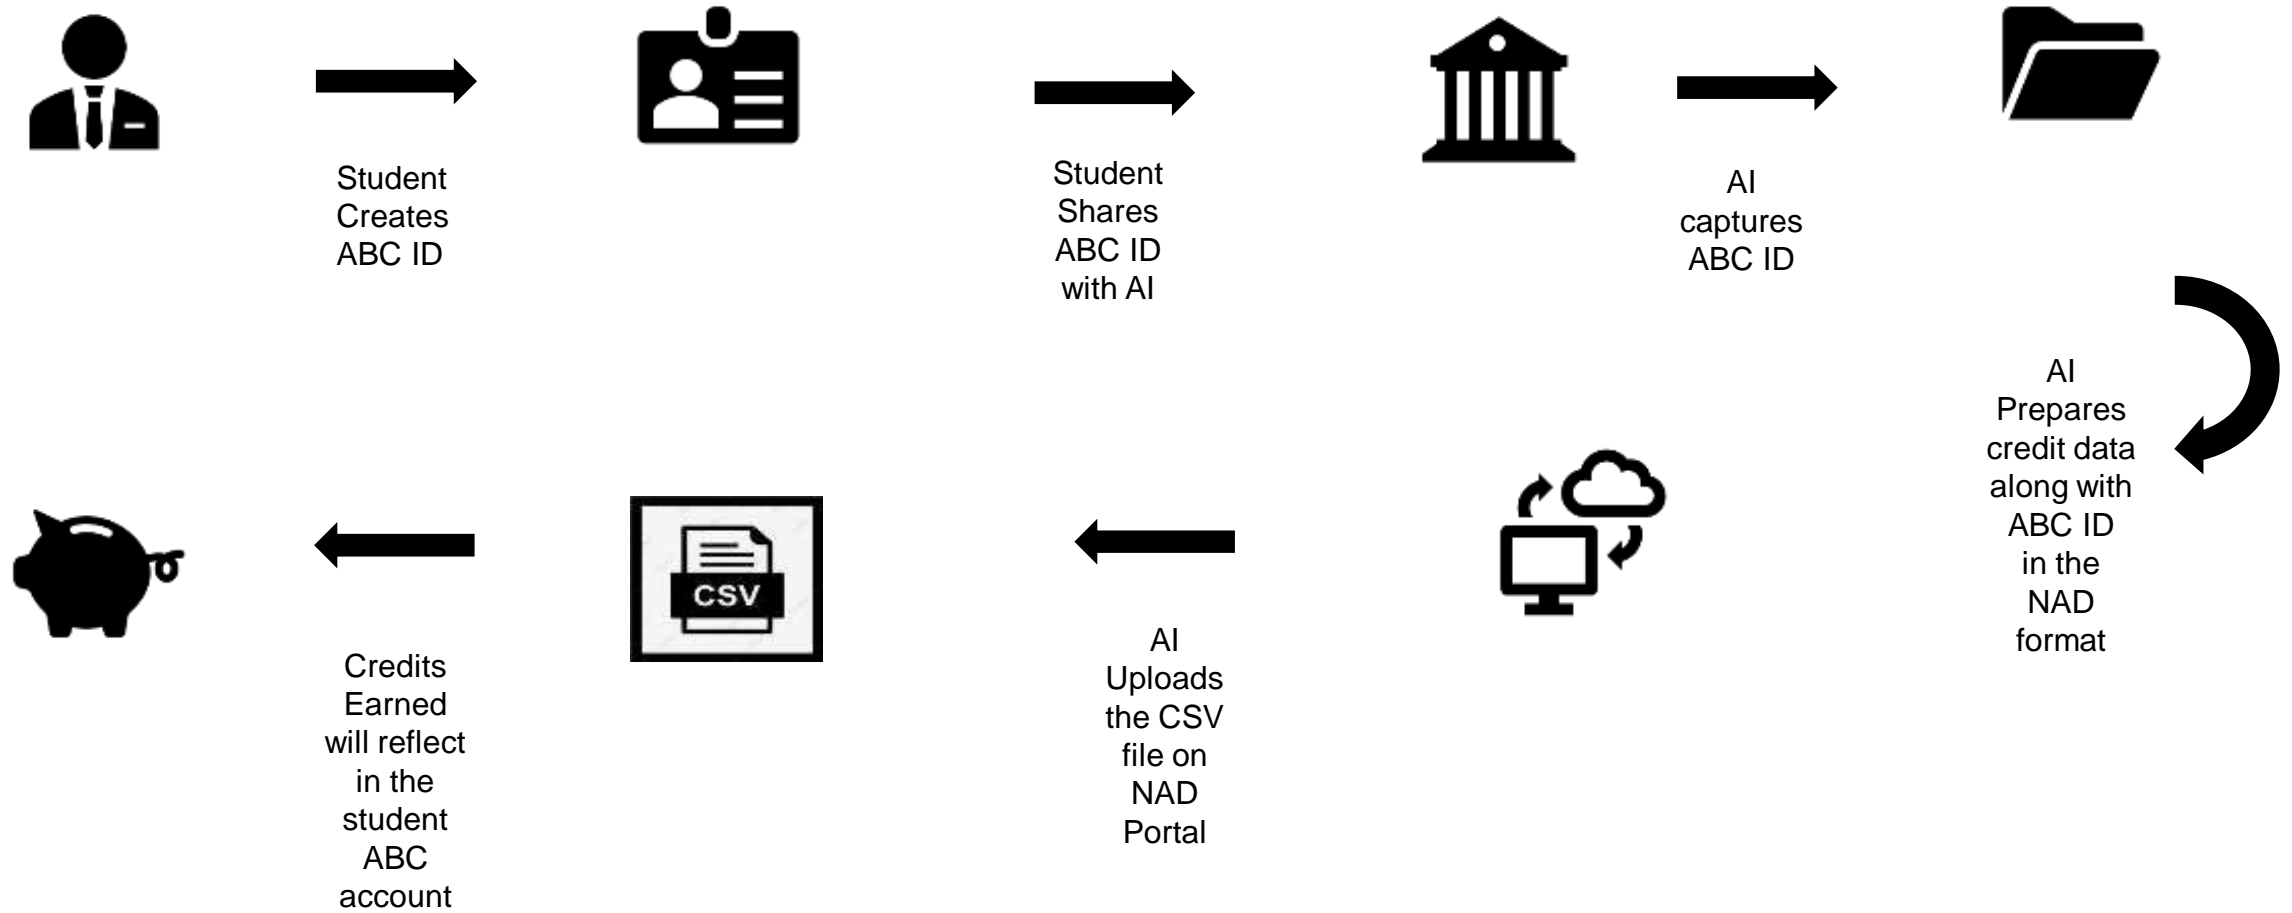 Student
Creates
ABC ID
Student
Shares
ABC ID
with AI
AI
captures
ABC ID
AI
Prepares
credit data
along with
ABC ID
in the
NAD
format
AI
Uploads
the CSV
file on
NAD
Portal
CSV
Credits
Earned
will reflect
in the
student
ABC
account